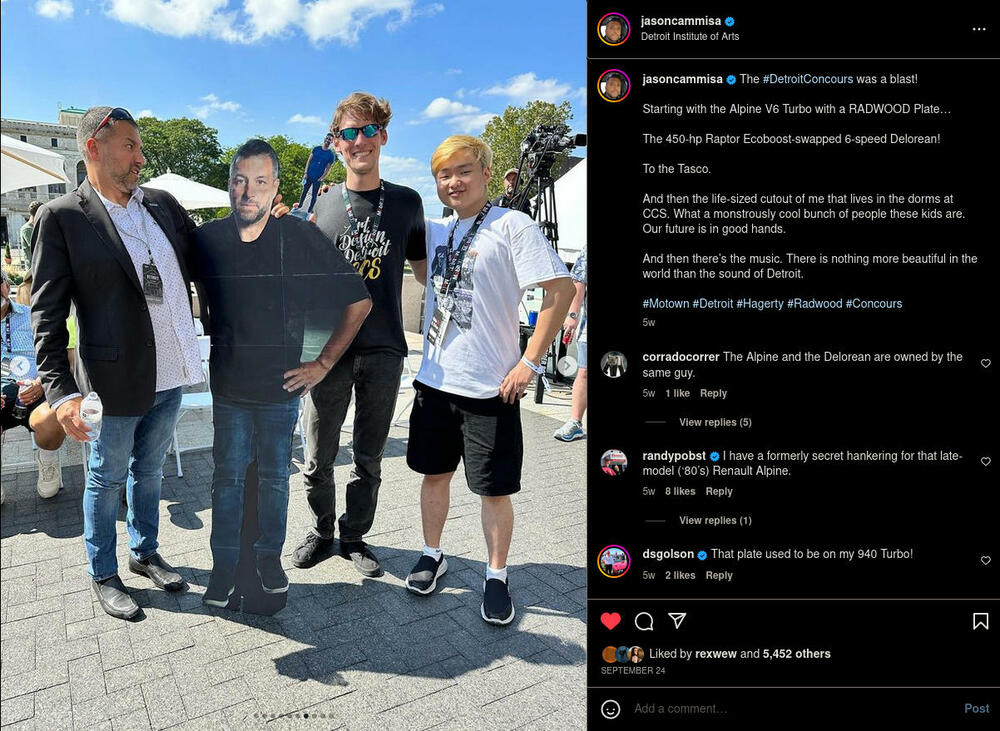 jasoncammisa
Detroit Institute of Arts
jasoncammisa The #DetroitConcours was a blast!
Starting with the Alpine V6 Turbo with a RADWOOD Plate…
The 450-hp Raptor Ecoboost-swapped 6-speed Delorean!
To the Tasco.
And then the life-sized cutout of me that lives in the dorms at
CCS. What a monstrously cool bunch of people these kids are.
Our future is in good hands.
And then there's the music. There is nothing more beautiful in the
world than the sound of Detroit.
#Motown #Detroit #Hagerty #Radwood #Concours
5w
corradocorrer The Alpine and the Delorean are owned by the
same guy.
5w 1 like Reply
View replies (5)
randypobst I have a formerly secret hankering for that late-
model ('80's) Renault Alpine.
5w 8 likes Reply
View replies (1)
dsgolson That plate used to be on my 940 Turbo!
5w 2 likes Reply
Liked by rexwew and 5,452 others
SEPTEMBER 24
Add a comment…
Post
Design
Detroit
CCS